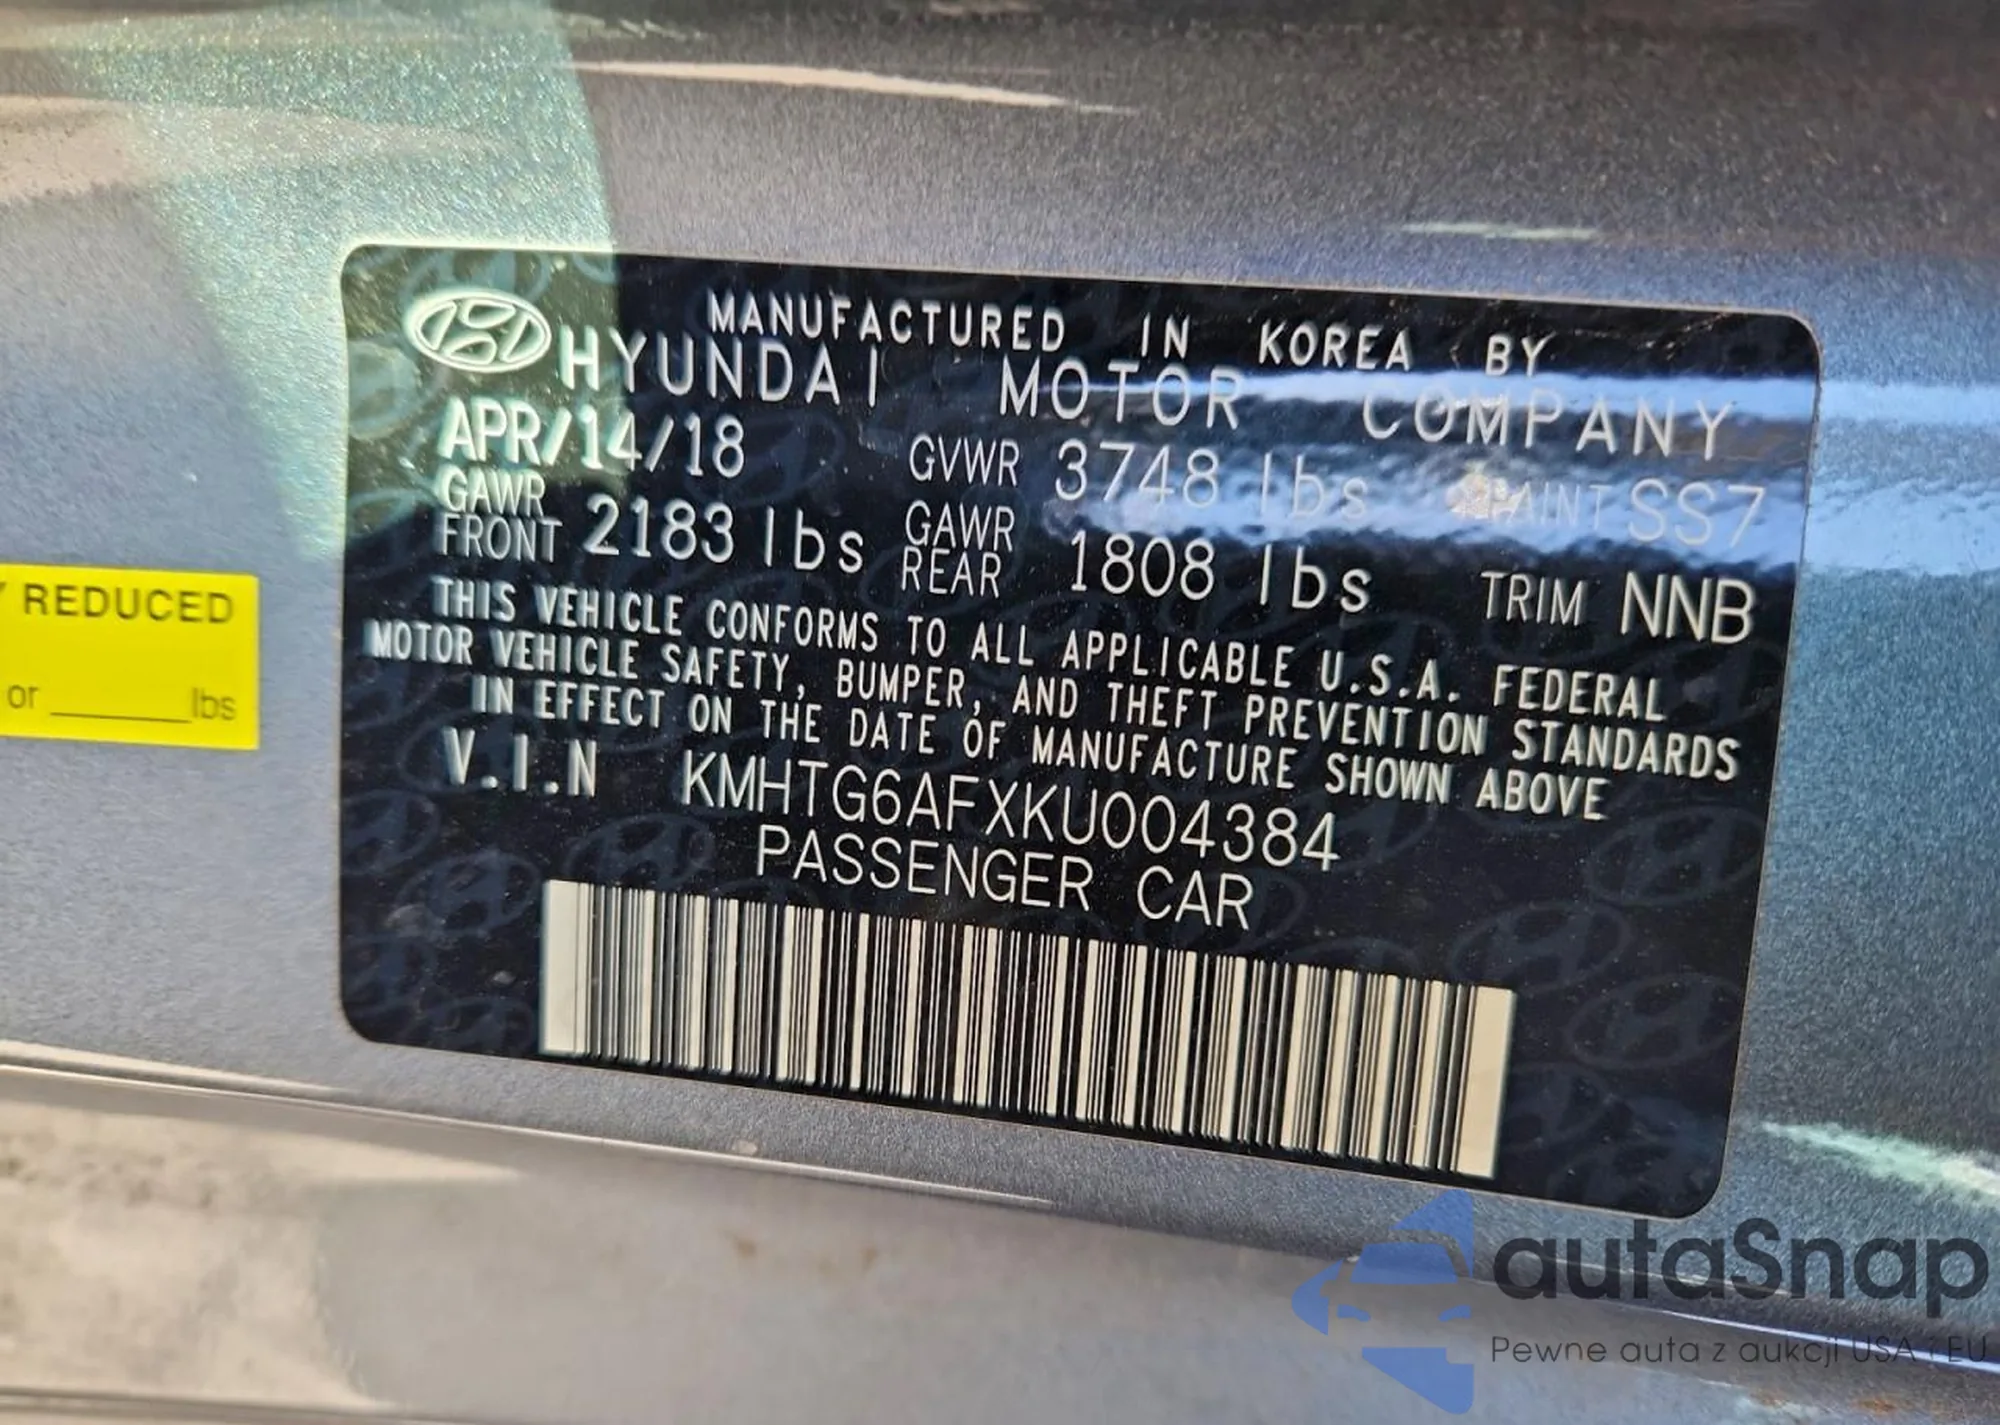 MANUFACTURED IN KOREA BY
HYUNDAI MOTOR COMPANY
APR/14/18 GVWR 3748 lbs PAINT SS7
GAWR FRONT 2183 lbs GAWR REAR 1808 lbs TRIM NNB
THIS VEHICLE CONFORMS TO ALL APPLICABLE U.S.A. FEDERAL
MOTOR VEHICLE SAFETY, BUMPER, AND THEFT PREVENTION STANDARDS
IN EFFECT ON THE DATE OF MANUFACTURE SHOWN ABOVE
V.I.N KMHTG6AFXKU004384
PASSENGER CAR
Y REDUCED
or ______ lbs
autaSnap
Pewne auta z aukcji USA i EU